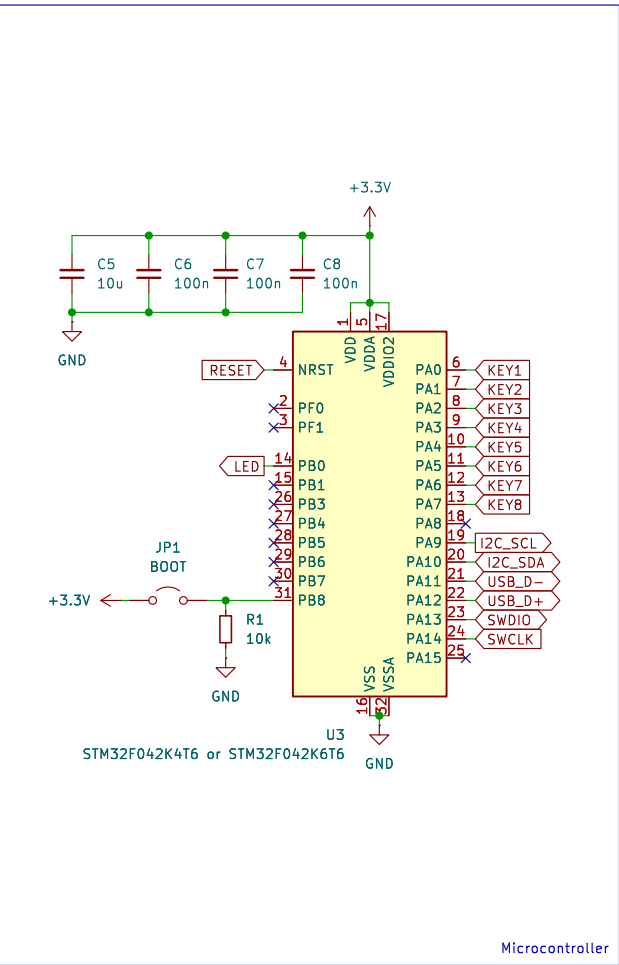 +3.3V
C5
10u
C6
100n
C7
100n
C8
100n
GND
1
5
17
VDD
VDDA
VDDIO2
RESET
4
NRST
PA0
6
KEY1
PA1
7
KEY2
2
PF0
PA2
8
KEY3
3
PF1
PA3
9
KEY4
PA4
10
KEY5
LED
14
PB0
PA5
11
KEY6
15
PB1
PA6
12
KEY7
26
PB3
PA7
13
KEY8
27
PB4
PA8
18
28
PB5
PA9
19
I2C_SCL
JP1
BOOT
29
PB6
PA10
20
I2C_SDA
30
PB7
PA11
21
USB_D-
+3.3V
31
PB8
PA12
22
USB_D+
R1
10k
PA13
23
SWDIO
PA14
24
SWCLK
PA15
25
GND
VSS
VSSA
16
32
U3
STM32F042K4T6 or STM32F042K6T6
GND
Microcontroller